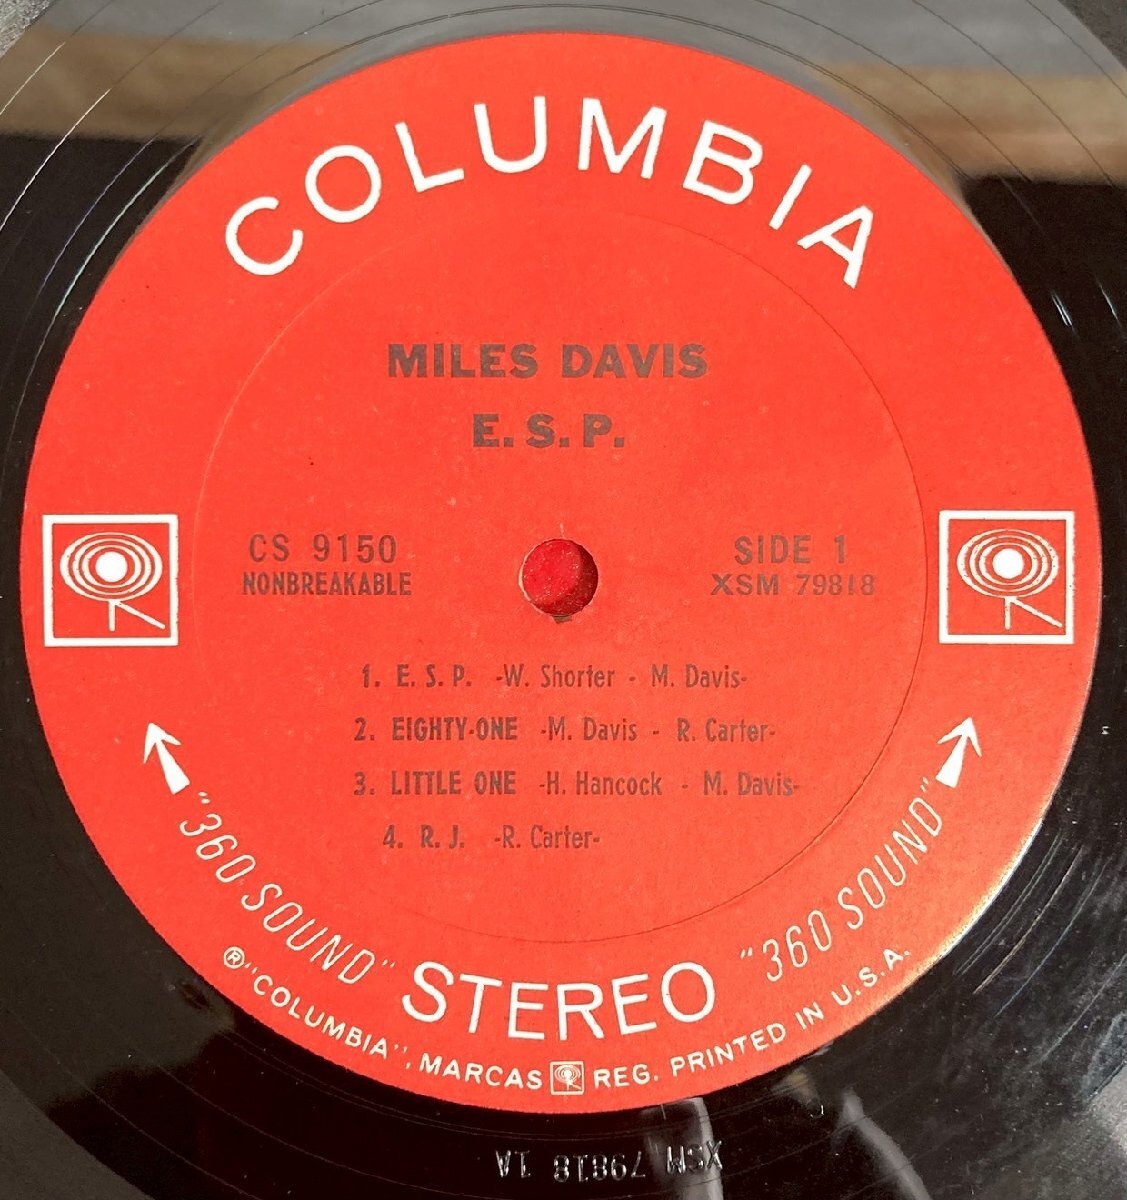 COLUMBIA
MILES DAVIS
E. S. P.
CS 9150
NONBREAKABLE
SIDE 1
XSM 79818
1. E. S. P. -W. Shorter - M. Davis-
2. EIGHTY-ONE -M. Davis - R. Carter-
3. LITTLE ONE -H. Hancock - M. Davis-
4. R. J. -R. Carter-
"360 SOUND" STEREO "360 SOUND"
® "COLUMBIA", MARCAS REG. PRINTED IN U.S.A.
XSM 79818 1A